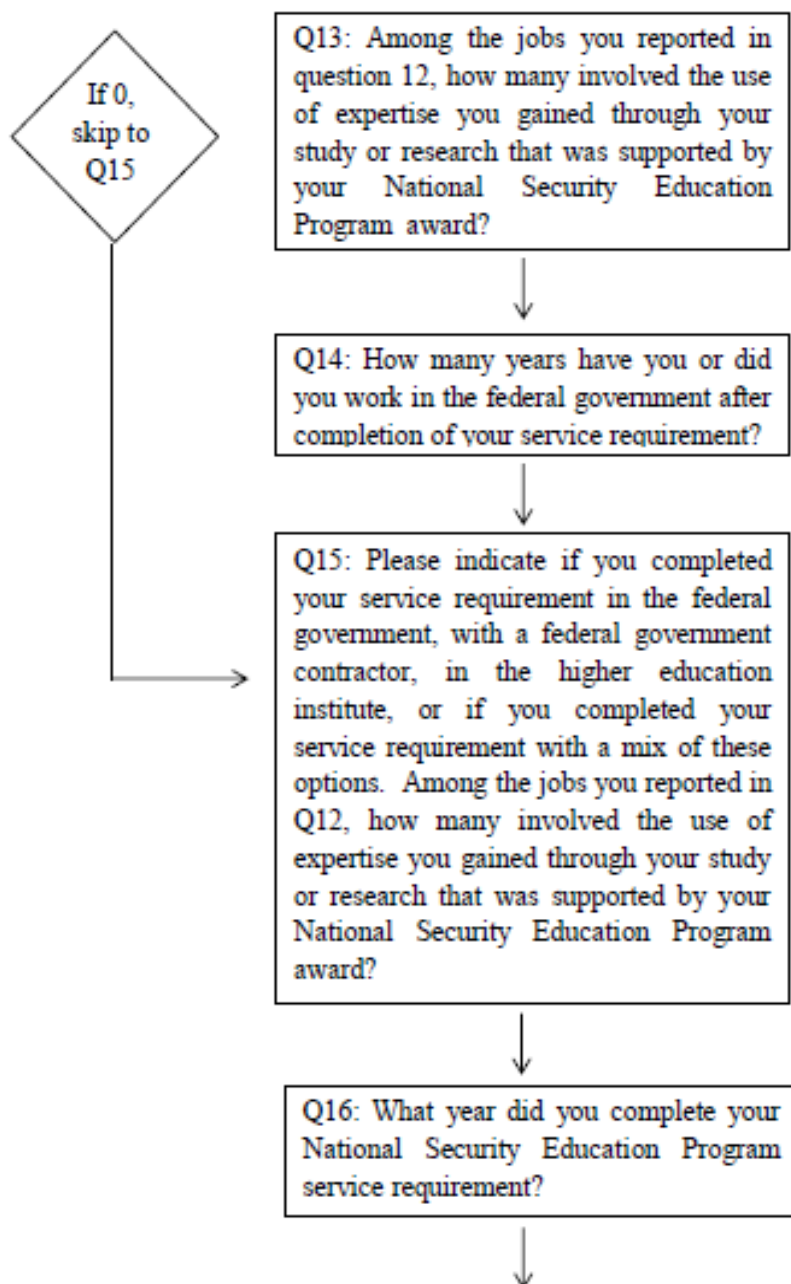 If 0,
skip to
Q15
Q13: Among the jobs you reported in
question 12, how many involved the use
of expertise you gained through your
study or research that was supported by
your National Security Education
Program award?
Q14: How many years have you or did
you work in the federal government after
completion of your service requirement?
Q15: Please indicate if you completed
your service requirement in the federal
government, with a federal government
contractor, in the higher education
institute, or if you completed your
service requirement with a mix of these
options. Among the jobs you reported in
Q12, how many involved the use of
expertise you gained through your study
or research that was supported by your
National Security Education Program
award?
Q16: What year did you complete your
National Security Education Program
service requirement?